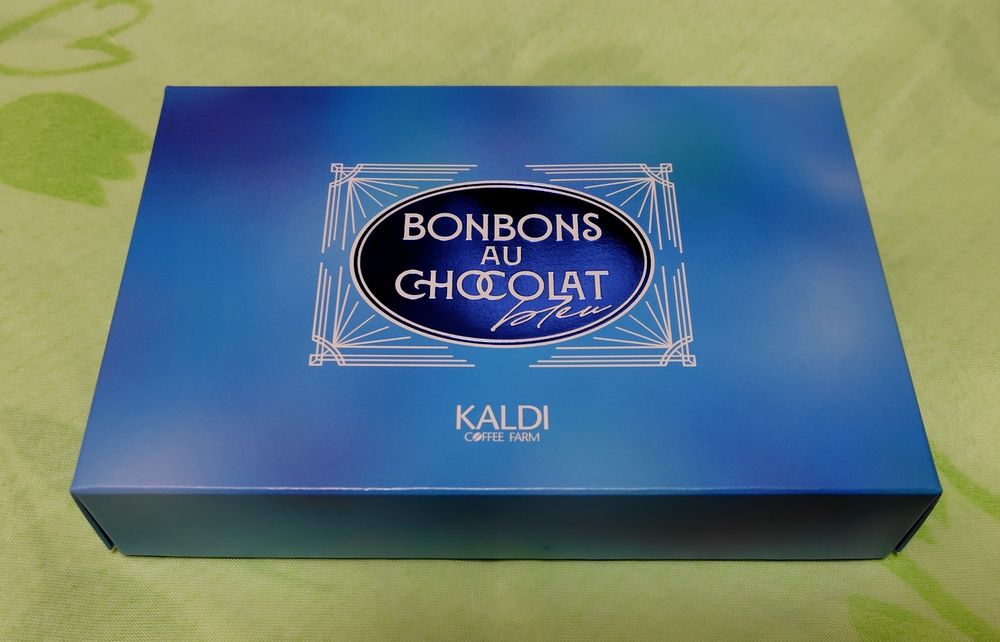 BONBONS
AU
CHOCOLAT
bleu
KALDI
COFFEE FARM